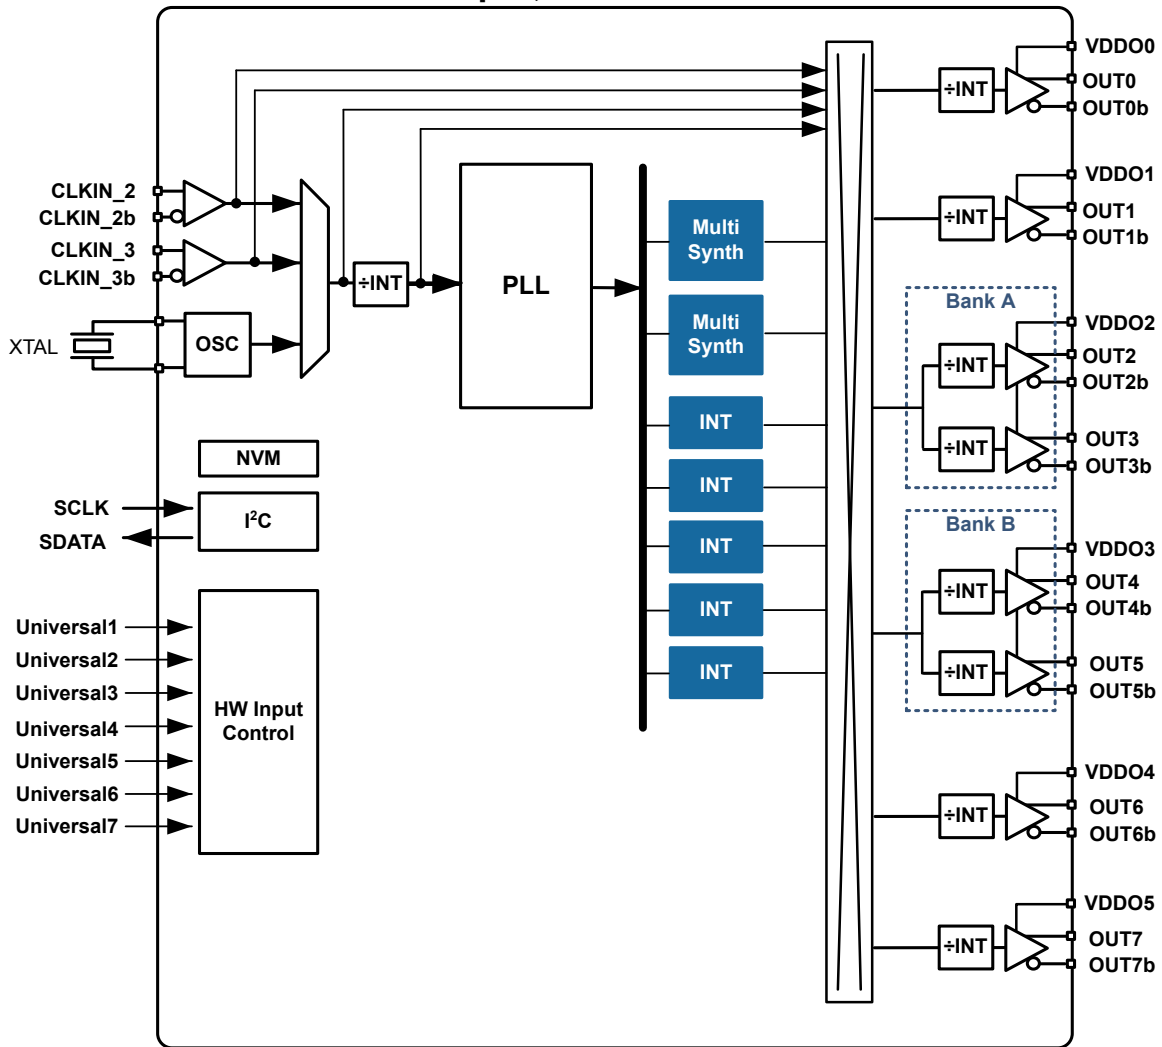 VDDO0
OUT0
÷INT
OUT0b
VDDO1
OUT1
÷INT
OUT1b
CLKIN_2
CLKIN_2b
CLKIN_3
CLKIN_3b
XTAL
OSC
÷INT
PLL
Multi
Synth
Multi
Synth
INT
INT
INT
INT
INT
Bank A
VDDO2
OUT2
÷INT
OUT2b
OUT3
÷INT
OUT3b
Bank B
VDDO3
OUT4
÷INT
OUT4b
OUT5
÷INT
OUT5b
NVM
SCLK
SDATA
I²C
Universal1
Universal2
Universal3
Universal4
Universal5
Universal6
Universal7
HW Input
Control
VDDO4
OUT6
÷INT
OUT6b
VDDO5
OUT7
÷INT
OUT7b